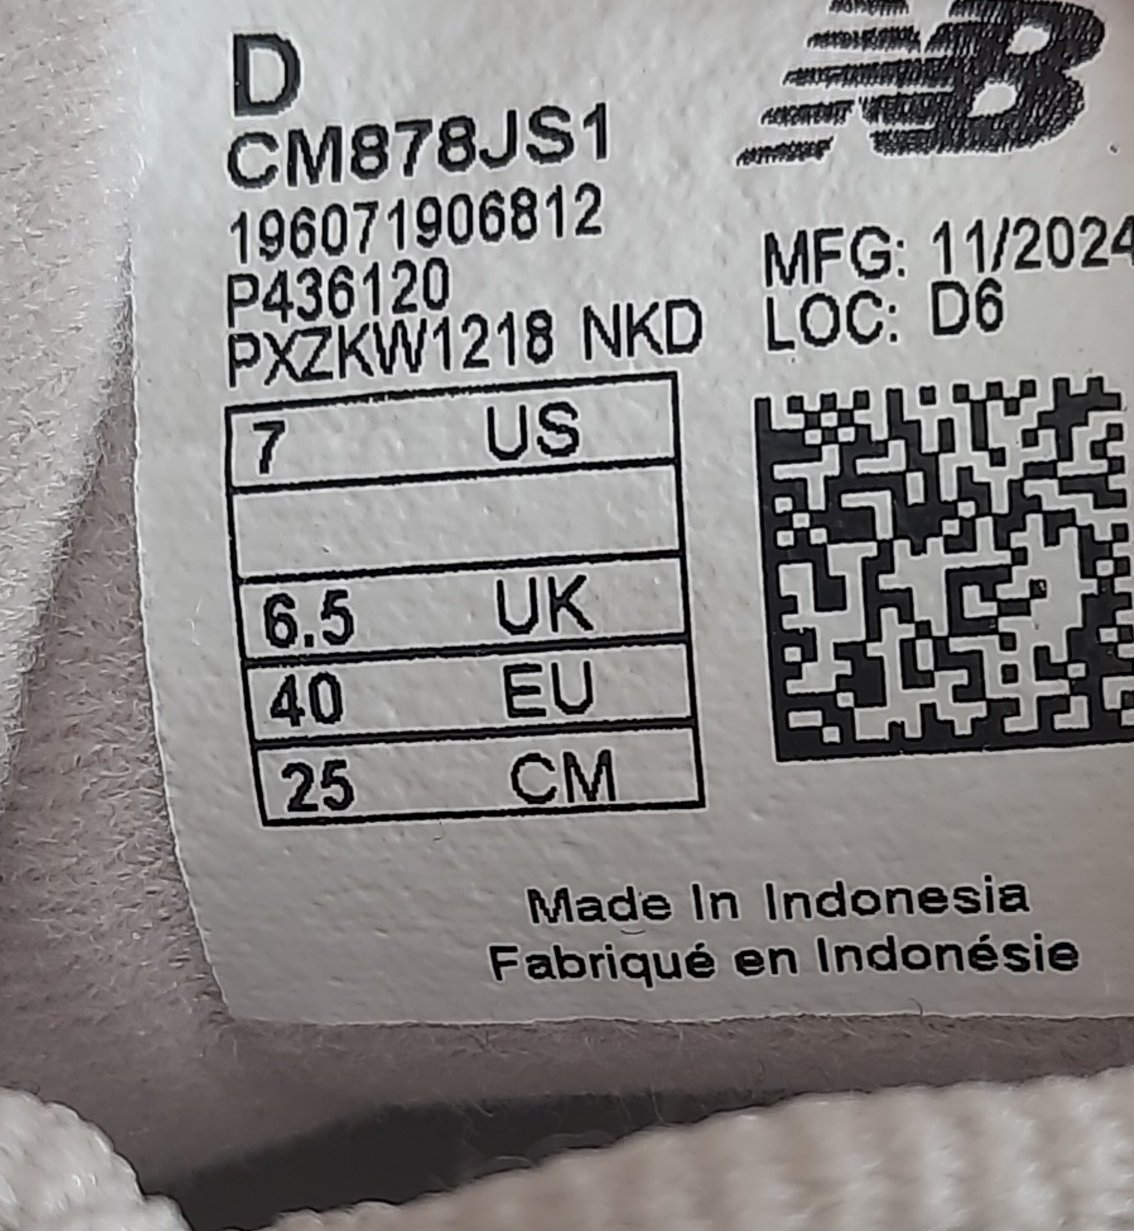 D
CM878JS1
196071906812
P436120
PXZKW1218 NKD
NB
MFG: 11/2024
LOC: D6
7 US
6.5 UK
40 EU
25 CM
Made In Indonesia
Fabriqué en Indonésie